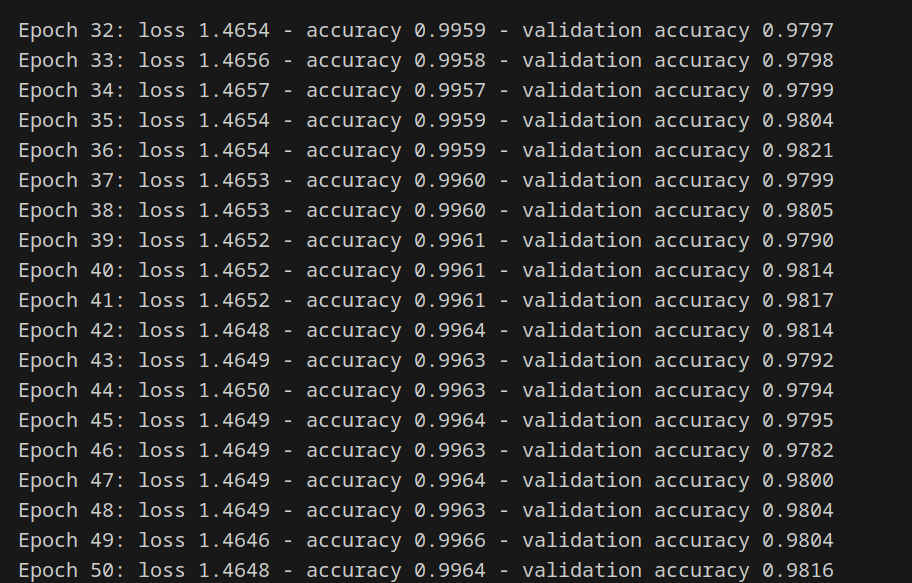 Epoch 32: loss 1.4654 - accuracy 0.9959 - validation accuracy 0.9797
Epoch 33: loss 1.4656 - accuracy 0.9958 - validation accuracy 0.9798
Epoch 34: loss 1.4657 - accuracy 0.9957 - validation accuracy 0.9799
Epoch 35: loss 1.4654 - accuracy 0.9959 - validation accuracy 0.9804
Epoch 36: loss 1.4654 - accuracy 0.9959 - validation accuracy 0.9821
Epoch 37: loss 1.4653 - accuracy 0.9960 - validation accuracy 0.9799
Epoch 38: loss 1.4653 - accuracy 0.9960 - validation accuracy 0.9805
Epoch 39: loss 1.4652 - accuracy 0.9961 - validation accuracy 0.9790
Epoch 40: loss 1.4652 - accuracy 0.9961 - validation accuracy 0.9814
Epoch 41: loss 1.4652 - accuracy 0.9961 - validation accuracy 0.9817
Epoch 42: loss 1.4648 - accuracy 0.9964 - validation accuracy 0.9814
Epoch 43: loss 1.4649 - accuracy 0.9963 - validation accuracy 0.9792
Epoch 44: loss 1.4650 - accuracy 0.9963 - validation accuracy 0.9794
Epoch 45: loss 1.4649 - accuracy 0.9964 - validation accuracy 0.9795
Epoch 46: loss 1.4649 - accuracy 0.9963 - validation accuracy 0.9782
Epoch 47: loss 1.4649 - accuracy 0.9964 - validation accuracy 0.9800
Epoch 48: loss 1.4649 - accuracy 0.9963 - validation accuracy 0.9804
Epoch 49: loss 1.4646 - accuracy 0.9966 - validation accuracy 0.9804
Epoch 50: loss 1.4648 - accuracy 0.9964 - validation accuracy 0.9816